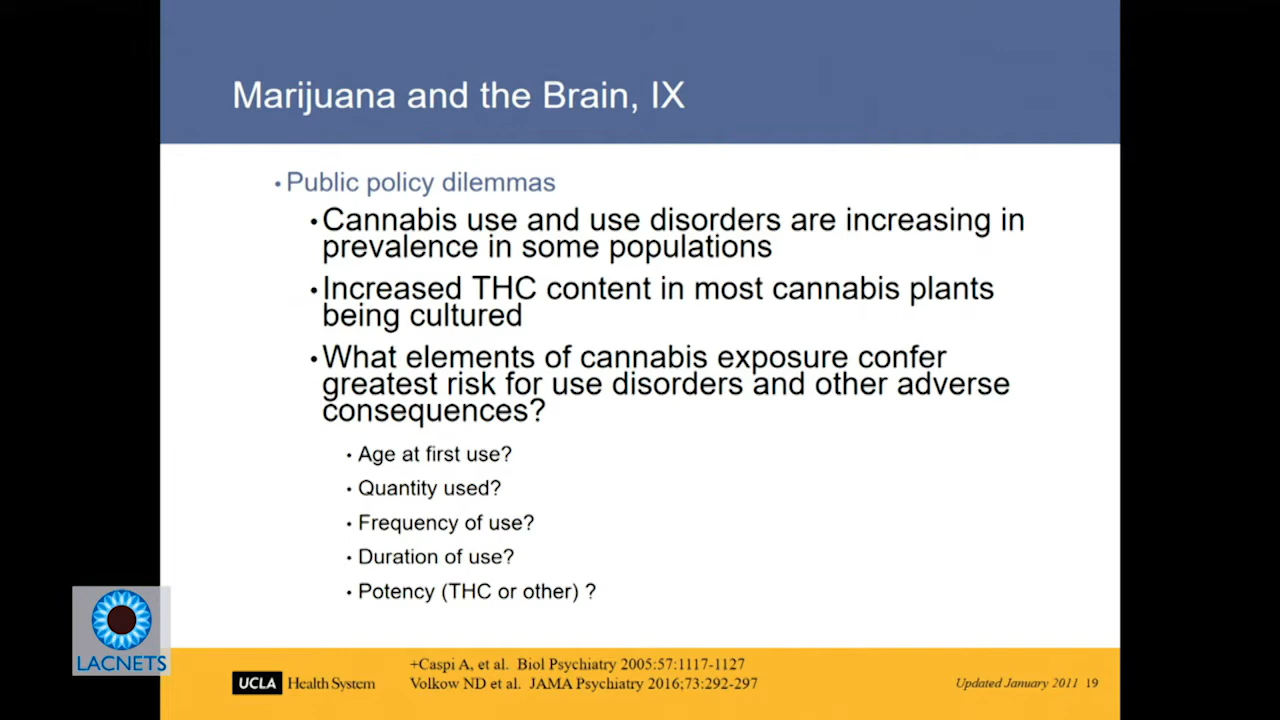 Marijuana and the Brain, IX
• Public policy dilemmas
• Cannabis use and use disorders are increasing in
prevalence in some populations
• Increased THC content in most cannabis plants
being cultured
• What elements of cannabis exposure confer
greatest risk for use disorders and other adverse
consequences?
• Age at first use?
• Quantity used?
• Frequency of use?
• Duration of use?
• Potency (THC or other) ?
LACNETS
+Caspi A, et al. Biol Psychiatry 2005:57:1117-1127
Volkow ND et al. JAMA Psychiatry 2016;73:292-297
UCLA Health System
Updated January 2011 19